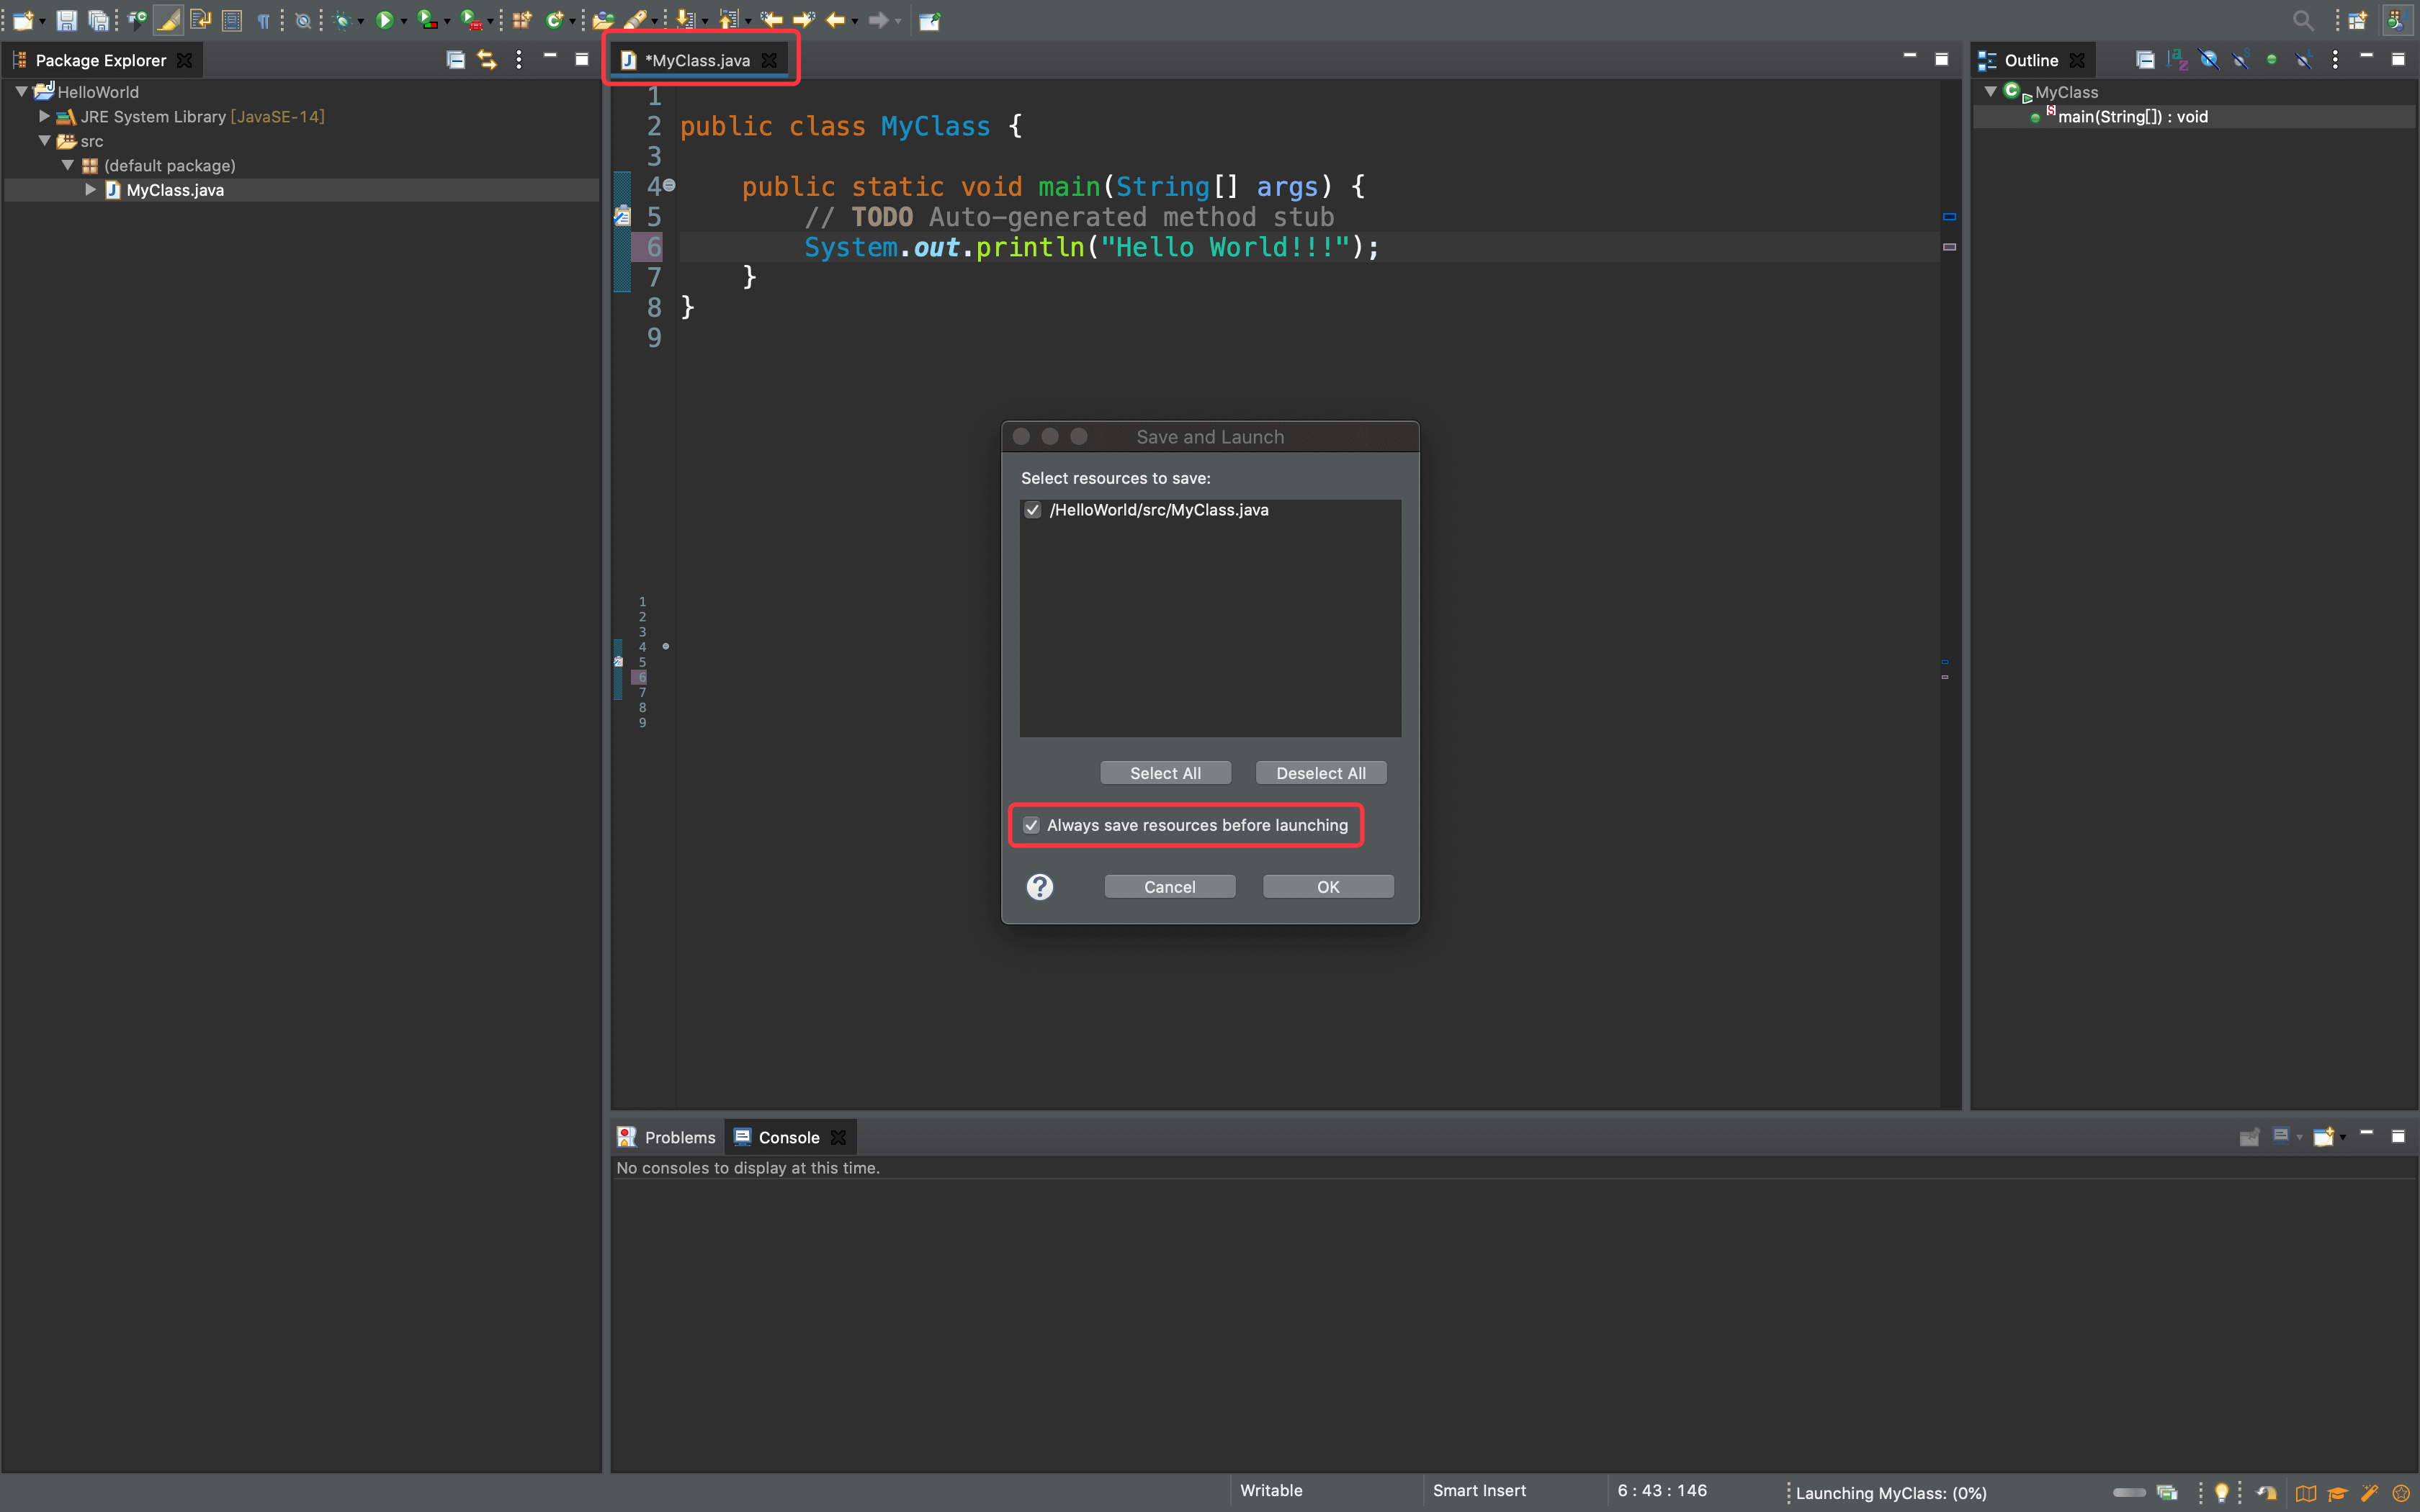 Package Explorer
HelloWorld
JRE System Library [JavaSE-14]
src
(default package)
MyClass.java
*MyClass.java
1
2 public class MyClass {
3
4 public static void main(String[] args) {
5 // TODO Auto-generated method stub
6 System.out.println("Hello World!!!");
7 }
8 }
9
1
2
3
4
5
6
7
8
9
Save and Launch
Select resources to save:
/HelloWorld/src/MyClass.java
Select All Deselect All
Always save resources before launching
? Cancel OK
Outline
MyClass
main(String[]) : void
Problems Console
No consoles to display at this time.
Writable Smart Insert 6 : 43 : 146 Launching MyClass: (0%)